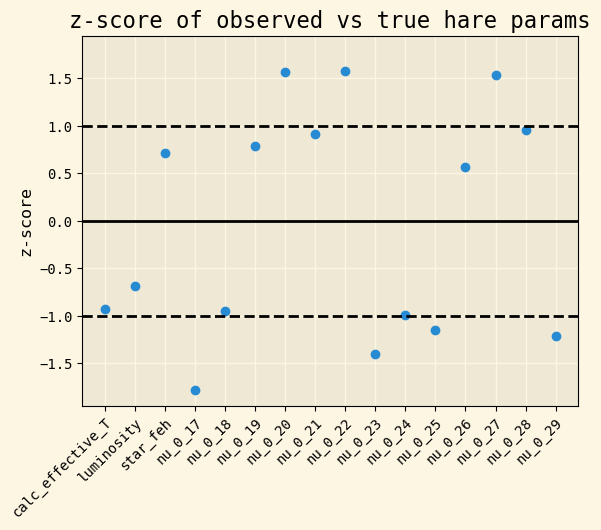 z-score of observed vs true hare params
z-score
1.5
1.0
0.5
0.0
−0.5
−1.0
−1.5
calc_effective_T
luminosity
star_feh
nu_0_17
nu_0_18
nu_0_19
nu_0_20
nu_0_21
nu_0_22
nu_0_23
nu_0_24
nu_0_25
nu_0_26
nu_0_27
nu_0_28
nu_0_29